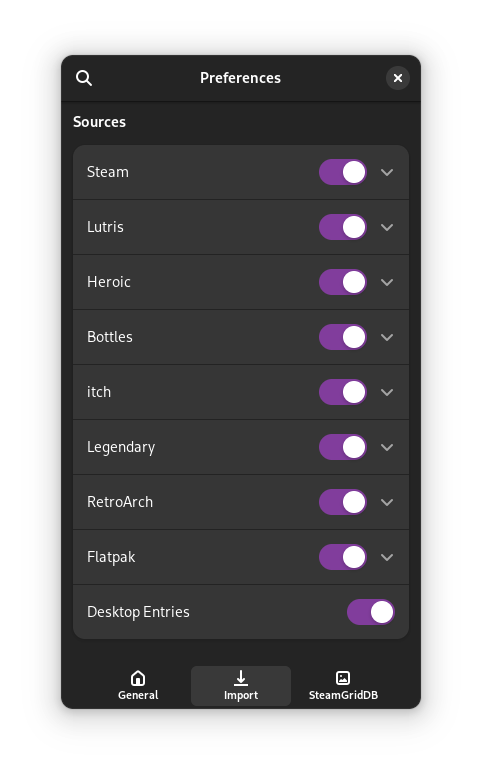 Preferences
Sources
Steam
Lutris
Heroic
Bottles
itch
Legendary
RetroArch
Flatpak
Desktop Entries
General
Import
SteamGridDB